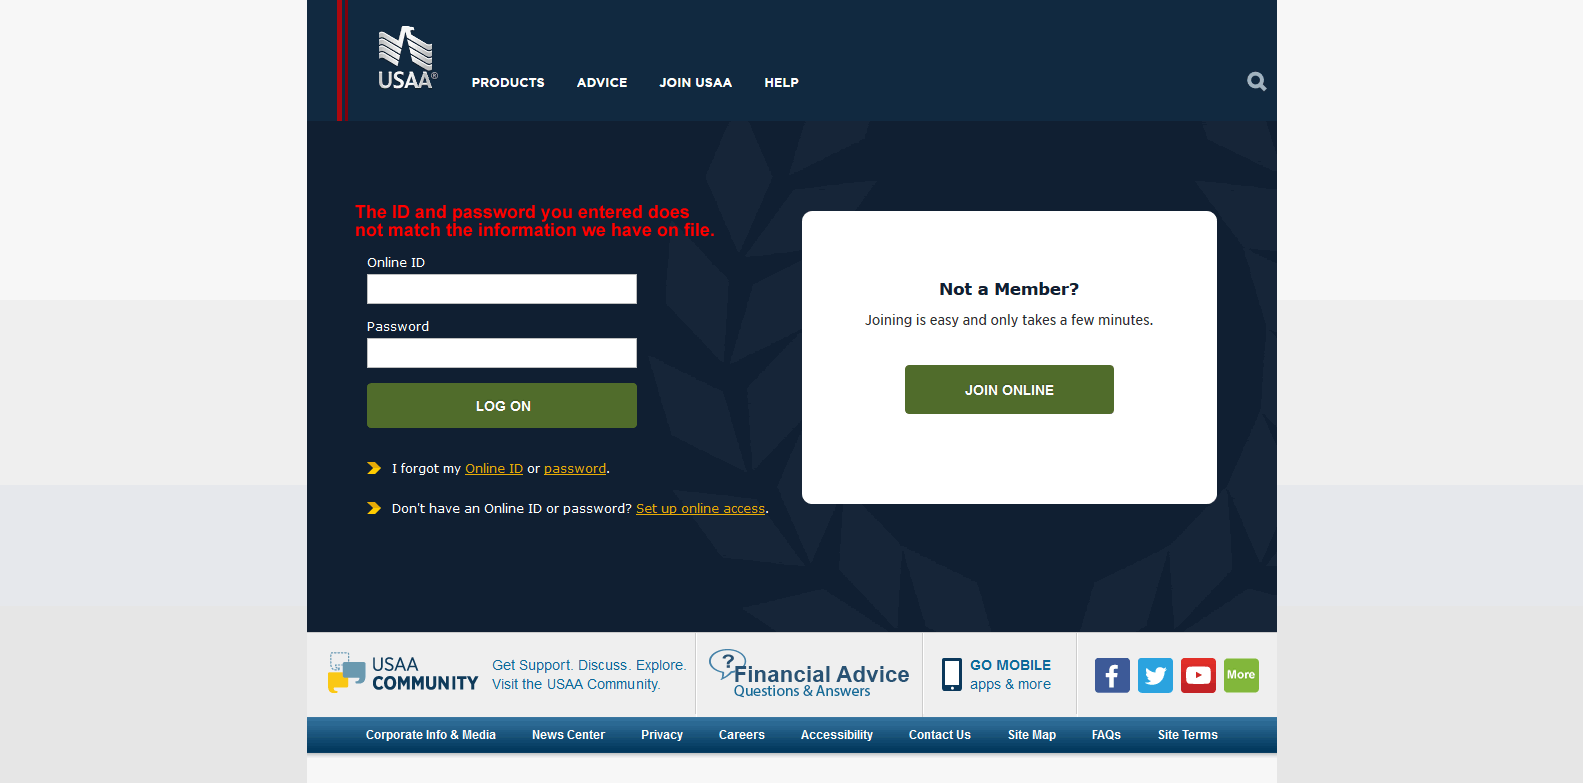 USAA®
PRODUCTS ADVICE JOIN USAA HELP
The ID and password you entered does
not match the information we have on file.
Online ID
Password
LOG ON
I forgot my Online ID or password.
Don't have an Online ID or password? Set up online access.
Not a Member?
Joining is easy and only takes a few minutes.
JOIN ONLINE
USAA
COMMUNITY
Get Support. Discuss. Explore.
Visit the USAA Community.
?
Financial Advice
Questions & Answers
GO MOBILE
apps & more
More
Corporate Info & Media News Center Privacy Careers Accessibility Contact Us Site Map FAQs Site Terms